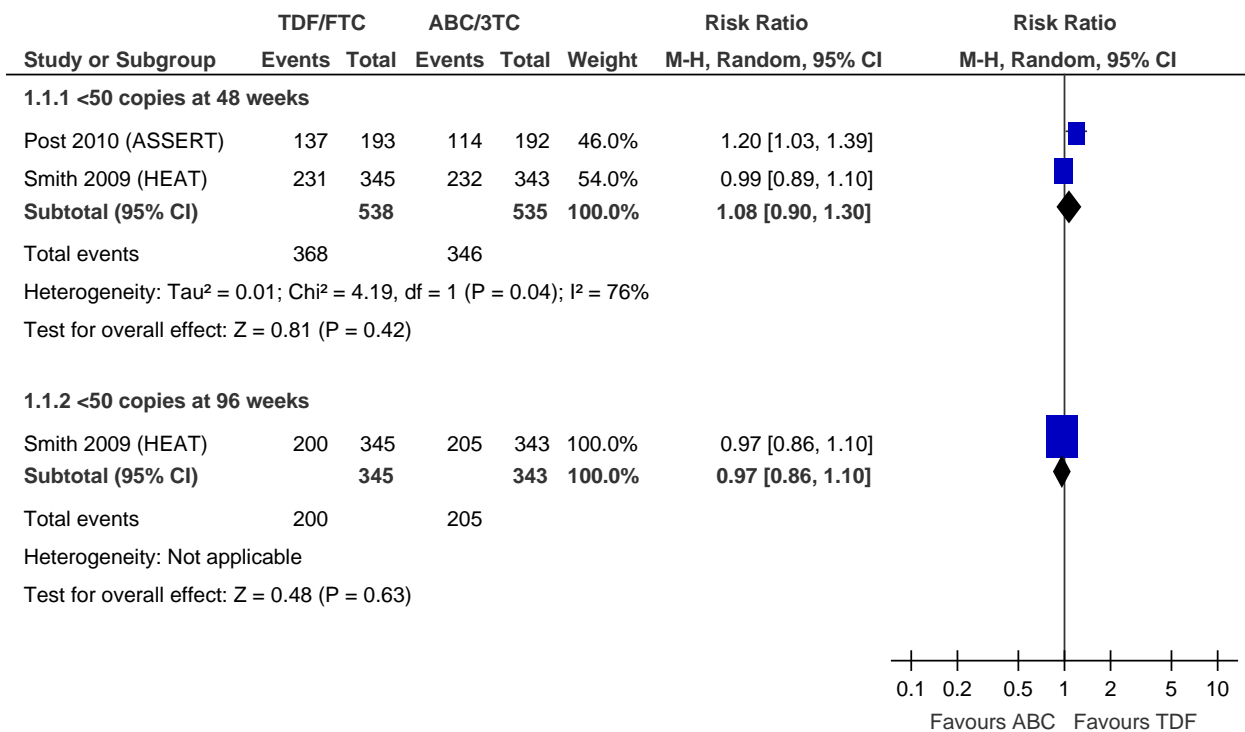 TDF/FTC ABC/3TC Risk Ratio Risk Ratio
Study or Subgroup Events Total Events Total Weight M-H, Random, 95% CI M-H, Random, 95% CI
1.1.1 <50 copies at 48 weeks
Post 2010 (ASSERT) 137 193 114 192 46.0% 1.20 [1.03, 1.39]
Smith 2009 (HEAT) 231 345 232 343 54.0% 0.99 [0.89, 1.10]
Subtotal (95% CI) 538 535 100.0% 1.08 [0.90, 1.30]
Total events 368 346
Heterogeneity: Tau² = 0.01; Chi² = 4.19, df = 1 (P = 0.04); I² = 76%
Test for overall effect: Z = 0.81 (P = 0.42)
1.1.2 <50 copies at 96 weeks
Smith 2009 (HEAT) 200 345 205 343 100.0% 0.97 [0.86, 1.10]
Subtotal (95% CI) 345 343 100.0% 0.97 [0.86, 1.10]
Total events 200 205
Heterogeneity: Not applicable
Test for overall effect: Z = 0.48 (P = 0.63)
0.1 0.2 0.5 1 2 5 10
Favours ABC Favours TDF